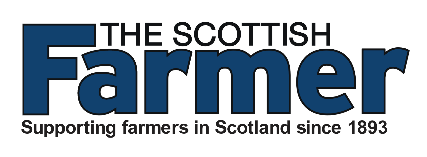 THE SCOTTISH
Farmer
Supporting farmers in Scotland since 1893